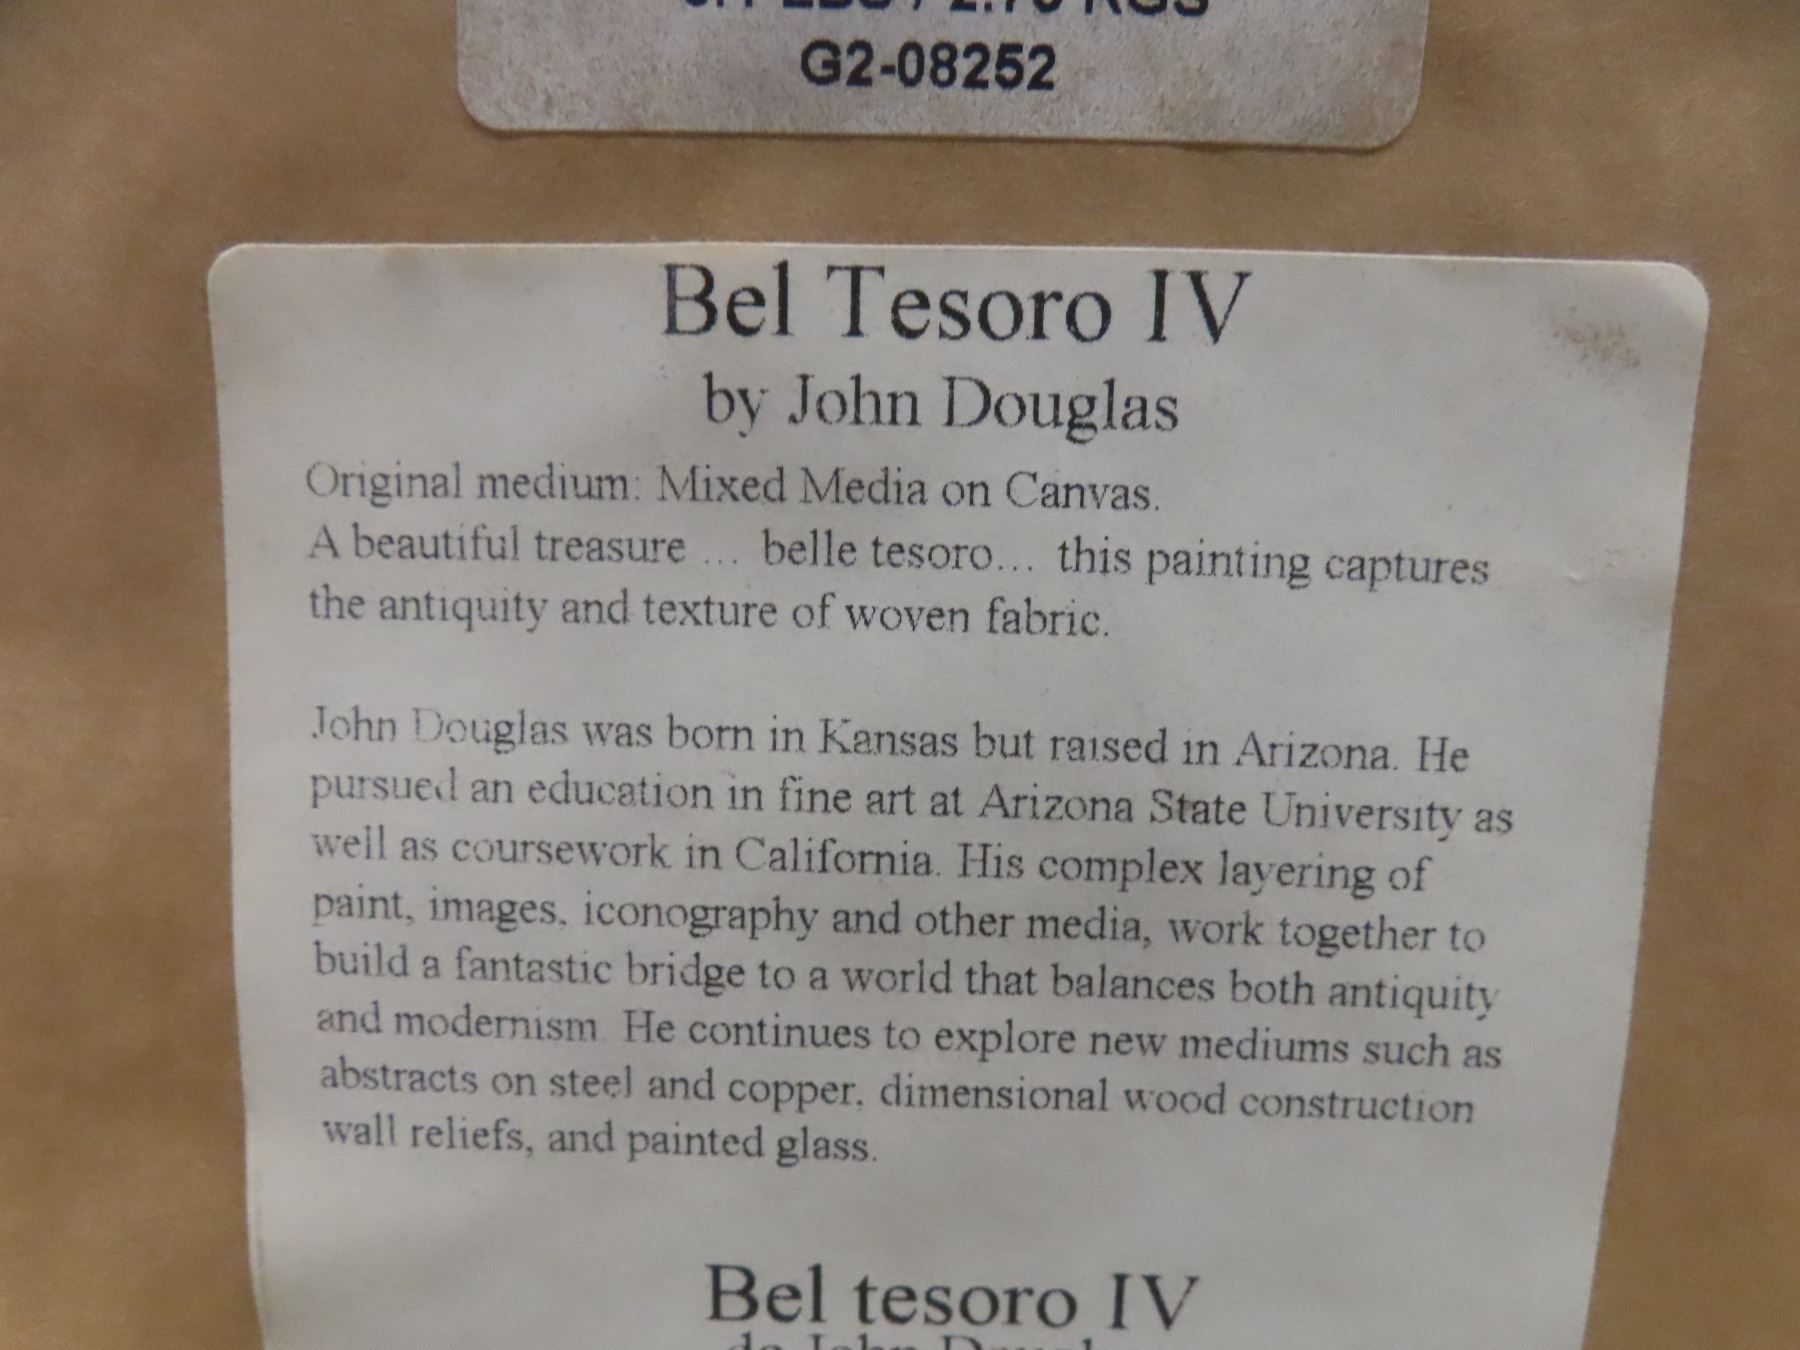 G2-08252
Bel Tesoro IV
by John Douglas
Original medium: Mixed Media on Canvas.
A beautiful treasure ... belle tesoro... this painting captures
the antiquity and texture of woven fabric.
John Douglas was born in Kansas but raised in Arizona. He
pursued an education in fine art at Arizona State University as
well as coursework in California. His complex layering of
paint, images, iconography and other media, work together to
build a fantastic bridge to a world that balances both antiquity
and modernism. He continues to explore new mediums such as
abstracts on steel and copper, dimensional wood construction
wall reliefs, and painted glass.
Bel tesoro IV
de John